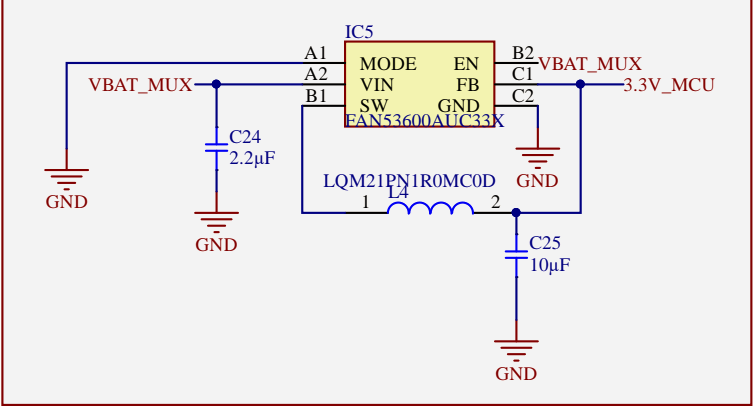 IC5
A1 MODE EN B2 VBAT_MUX
VBAT_MUX A2 VIN FB C1 3.3V_MCU
B1 SW GND C2
FAN53600AUC33X
C24
2.2µF
LQM21PN1R0MC0D
GND
L4
GND
1 2
GND
C25
10µF
GND